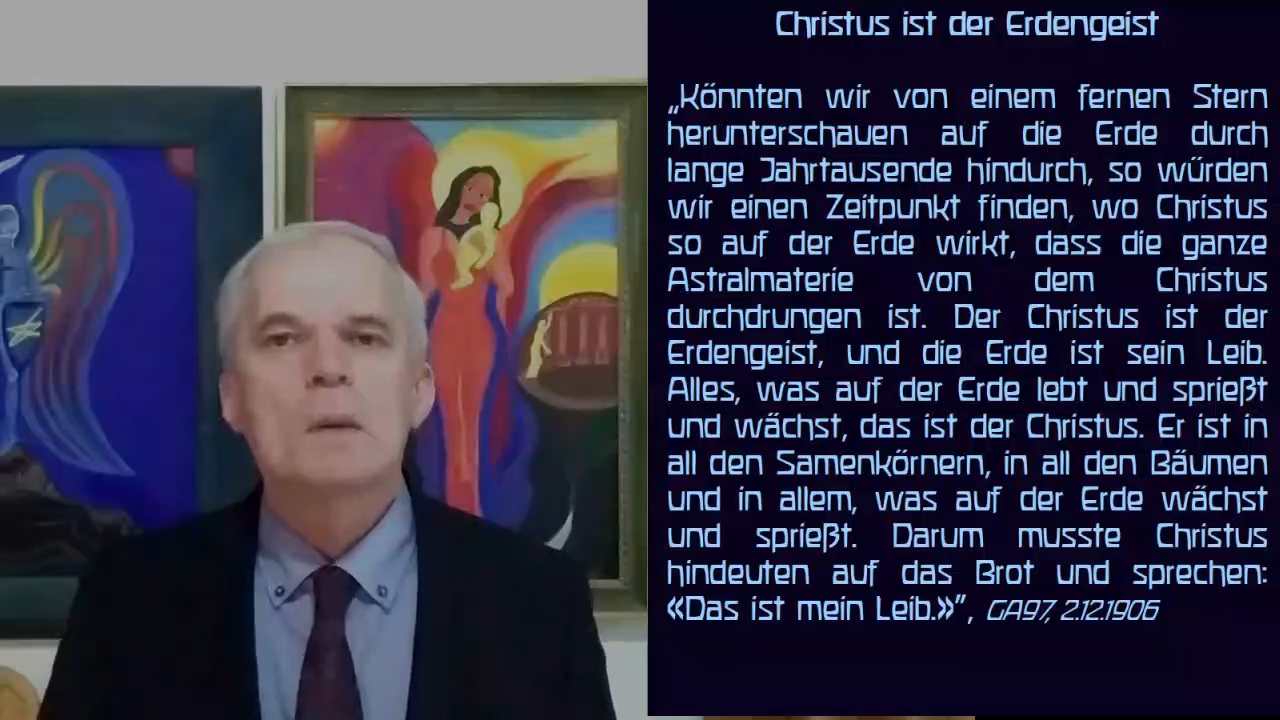 Christus ist der Erdengeist
„Könnten wir von einem fernen Stern
herunterschauen auf die Erde durch
lange Jahrtausende hindurch, so würden
wir einen Zeitpunkt finden, wo Christus
so auf der Erde wirkt, dass die ganze
Astralmaterie von dem Christus
durchdrungen ist. Der Christus ist der
Erdengeist, und die Erde ist sein Leib.
Alles, was auf der Erde lebt und sprießt
und wächst, das ist der Christus. Er ist in
all den Samenkörnern, in all den Bäumen
und in allem, was auf der Erde wächst
und sprießt. Darum musste Christus
hindeuten auf das Brot und sprechen:
«Das ist mein Leib.»”, GA97, 2.12.1906